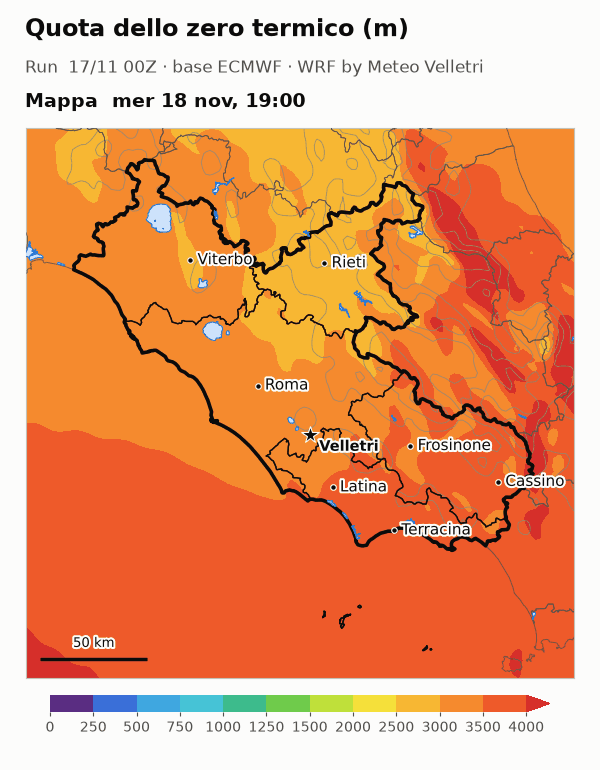 Quota dello zero termico (m)
Run  17/11 00Z · base ECMWF · WRF by Meteo Velletri
Mappa  mer 18 nov, 19:00
Viterbo
Rieti
Roma
Velletri
Frosinone
Latina
Cassino
Terracina
50 km
0 250 500 750 1000 1250 1500 2000 2500 3000 3500 4000